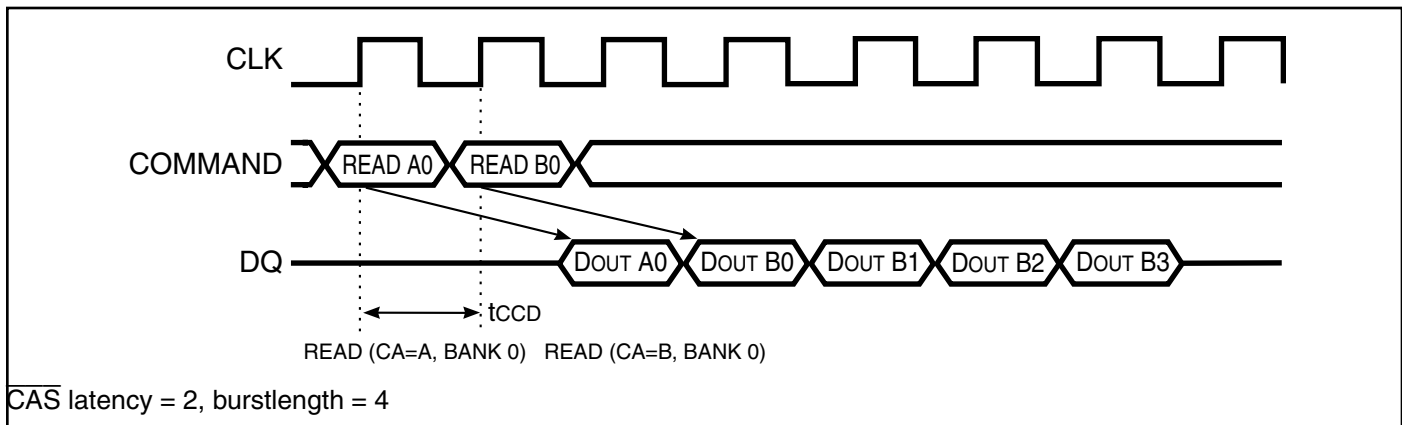 CLK
COMMAND READ A0 READ B0
DQ DOUT A0 DOUT B0 DOUT B1 DOUT B2 DOUT B3
tCCD
READ (CA=A, BANK 0) READ (CA=B, BANK 0)
C̅A̅S̅ latency = 2, burstlength = 4